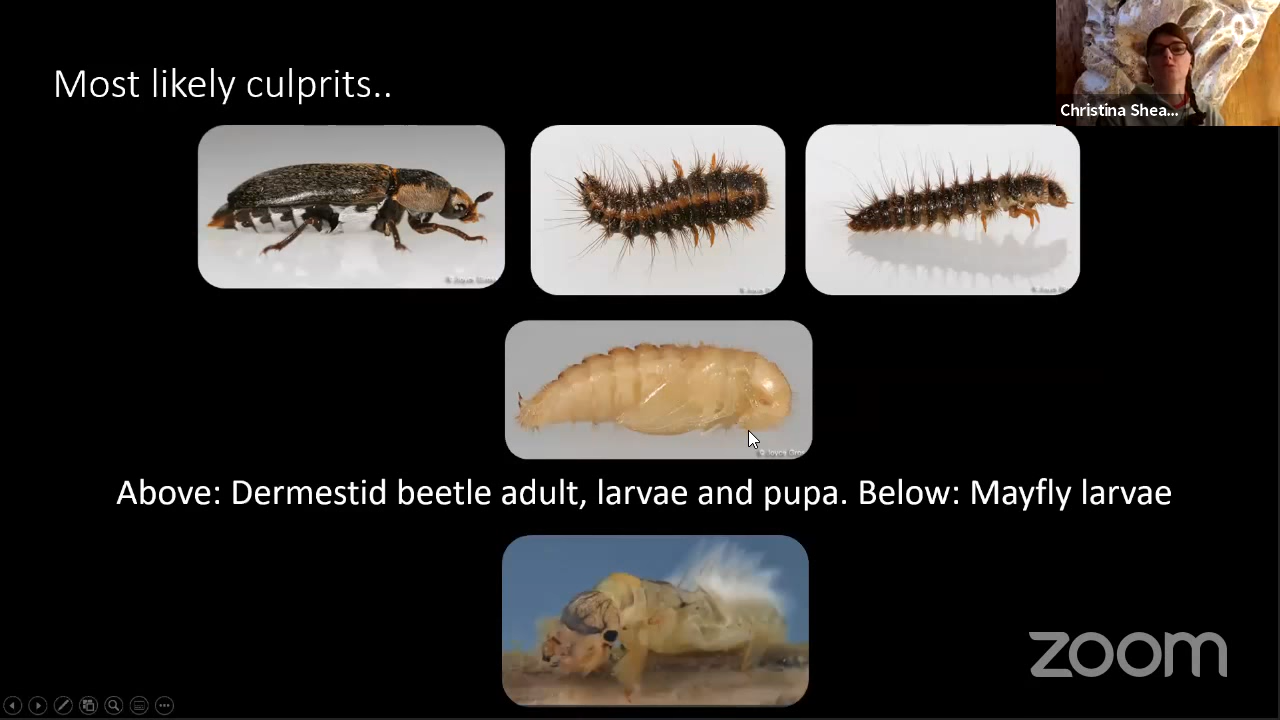 Most likely culprits..
Christina Shea...
Above: Dermestid beetle adult, larvae and pupa. Below: Mayfly larvae
zoom